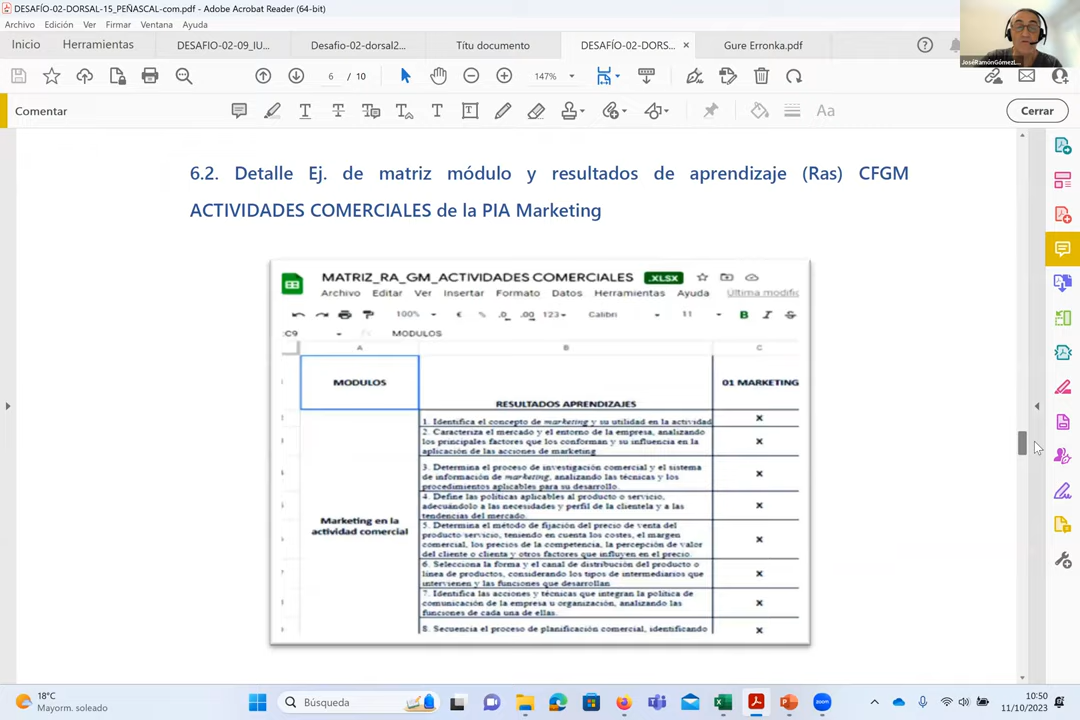 DESAFÍO-02-DORSAL-15_PEÑASCAL-com.pdf - Adobe Acrobat Reader (64-bit)
Archivo Edición Ver Firmar Ventana Ayuda
Inicio Herramientas DESAFIO-02-09_IU... Desafio-02-dorsal2... Títu documento DESAFÍO-02-DORS... × Gure Erronka.pdf
JoséRamónGómezL...
6 / 10 147%
Comentar
Cerrar
6.2. Detalle Ej. de matriz módulo y resultados de aprendizaje (Ras) CFGM
ACTIVIDADES COMERCIALES de la PIA Marketing
MATRIZ_RA_GM_ACTIVIDADES COMERCIALES .XLSX
Archivo Editar Ver Insertar Formato Datos Herramientas Ayuda Última modific
100% € % .0 .00 123 Calibri 11 B I S
C9 MODULOS
A B C
MODULOS
RESULTADOS APRENDIZAJES
01 MARKETING
Marketing en la
actividad comercial
1. Identifica el concepto de marketing y su utilidad en la actividad
X
2. Caracteriza el mercado y el entorno de la empresa, analizando
los principales factores que los conforman y su influencia en la
aplicación de las acciones de marketing
X
3. Determina el proceso de investigación comercial y el sistema
de información de marketing, analizando las técnicas y los
procedimientos aplicables para su desarrollo.
X
4. Define las políticas aplicables al producto o servicio,
adecuándolo a las necesidades y perfil de la clientela y a las
tendencias del mercado.
X
5. Determina el método de fijación del precio de venta del
producto servicio, teniendo en cuenta los costes, el margen
comercial, los precios de la competencia, la percepción de valor
del cliente o clienta y otros factores que influyen en el precio.
X
6. Selecciona la forma y el canal de distribución del producto o
línea de productos, considerando los tipos de intermediarios que
intervienen y las funciones que desarrollan
X
7. Identifica las acciones y técnicas que integran la política de
comunicación de la empresa u organización, analizando las
funciones de cada una de ellas.
X
8. Secuencia el proceso de planificación comercial, identificando
X
18°C
Mayorm. soleado
Búsqueda
10:50
11/10/2023